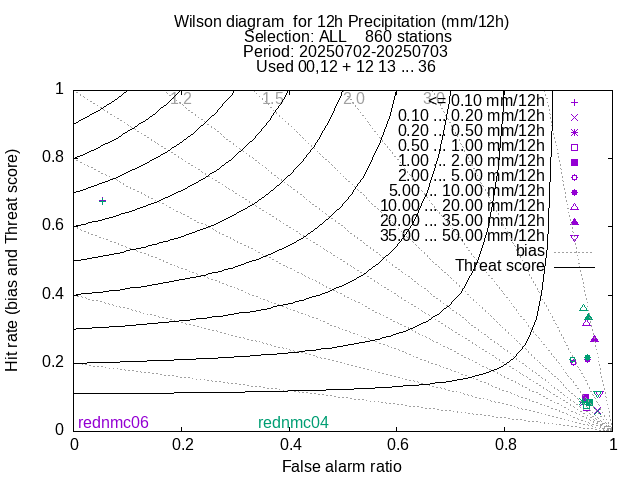 Wilson diagram  for 12h Precipitation (mm/12h)
Selection: ALL    860 stations
Period: 20250702-20250703
Used 00,12 + 12 13 ... 36
1.2 1.5 2.0 3.0
<= 0.10 mm/12h
0.10 ... 0.20 mm/12h
0.20 ... 0.50 mm/12h
0.50 ... 1.00 mm/12h
1.00 ... 2.00 mm/12h
2.00 ... 5.00 mm/12h
5.00 ... 10.00 mm/12h
10.00 ... 20.00 mm/12h
20.00 ... 35.00 mm/12h
35.00 ... 50.00 mm/12h
bias
Threat score
1
0.8
0.6
0.4
0.2
0
Hit rate (bias and Threat score)
rednmc06 rednmc04
0 0.2 0.4 0.6 0.8 1
False alarm ratio